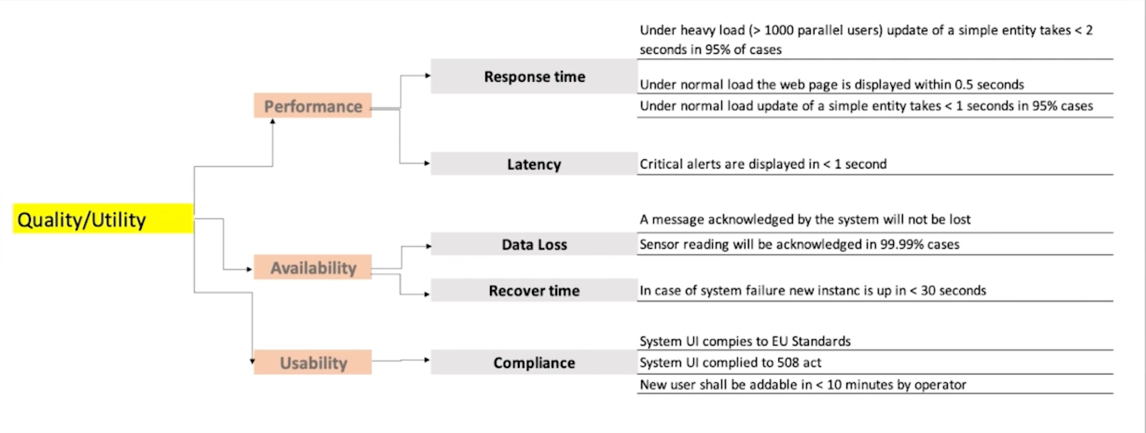 Under heavy load (> 1000 parallel users) update of a simple entity takes < 2
seconds in 95% of cases
Response time
Under normal load the web page is displayed within 0.5 seconds
Performance
Under normal load update of a simple entity takes < 1 seconds in 95% cases
Latency
Critical alerts are displayed in < 1 second
Quality/Utility
A message acknowledged by the system will not be lost
Data Loss
Sensor reading will be acknowledged in 99.99% cases
Availability
Recover time
In case of system failure new instanc is up in < 30 seconds
System UI compies to EU Standards
Usability
Compliance
System UI complied to 508 act
New user shall be addable in < 10 minutes by operator